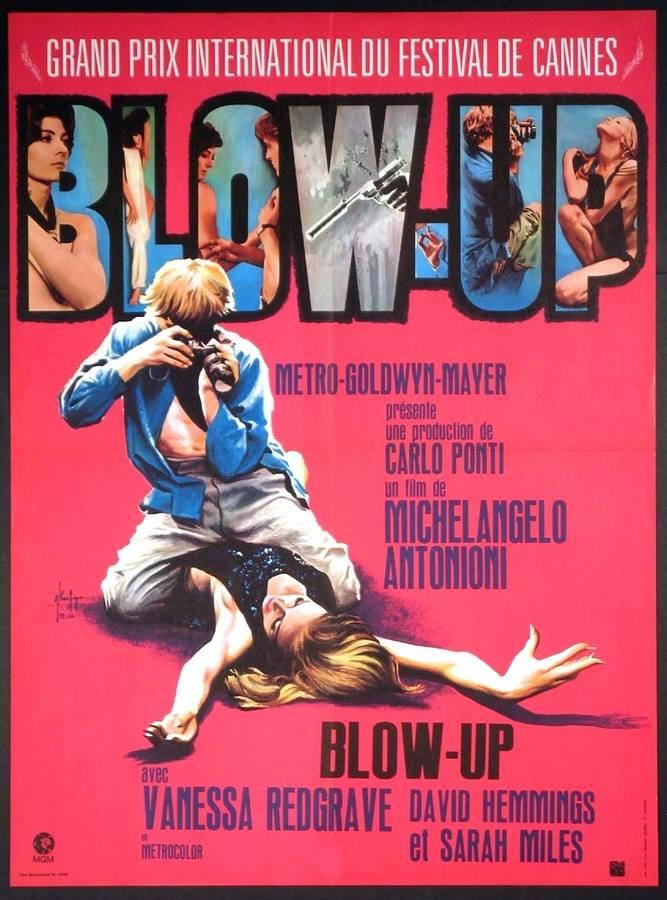 GRAND PRIX INTERNATIONAL DU FESTIVAL DE CANNES
BLOW-UP
METRO-GOLDWYN-MAYER
présente
une production de
CARLO PONTI
un film de
MICHELANGELO
ANTONIONI
BLOW-UP
avec
VANESSA REDGRAVE DAVID HEMMINGS
et SARAH MILES
en
METROCOLOR
MGM